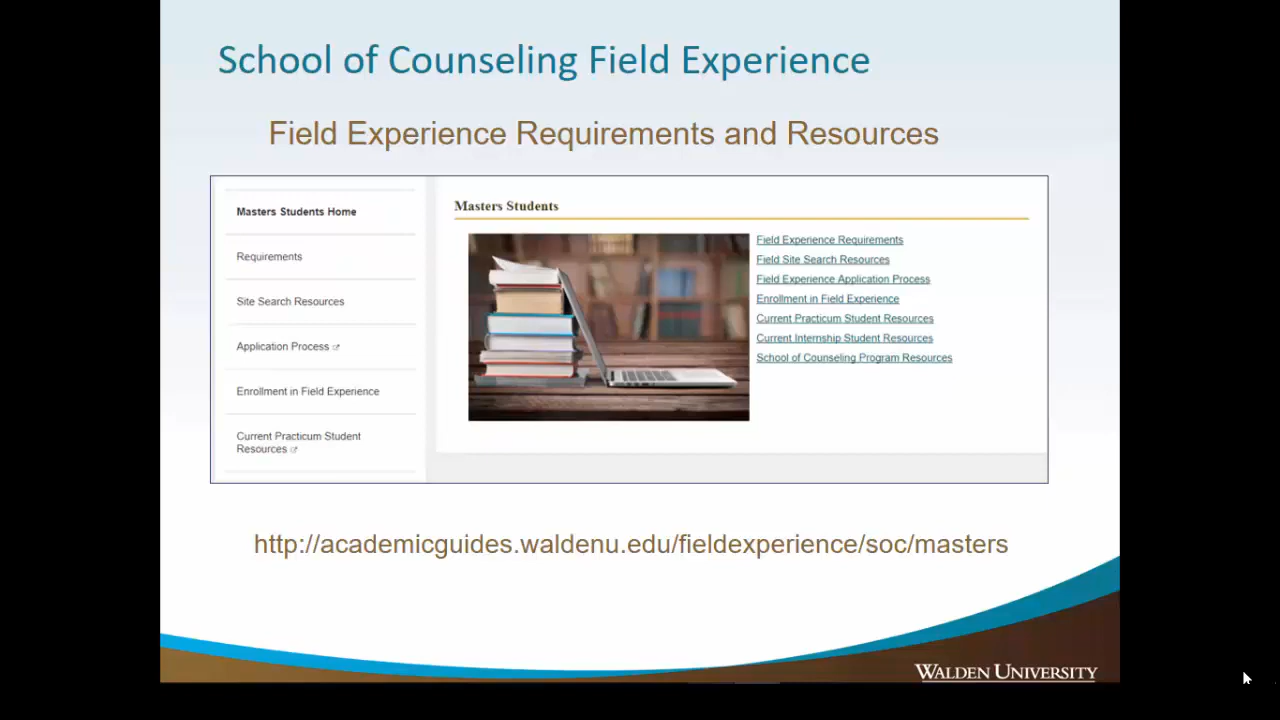 School of Counseling Field Experience
Field Experience Requirements and Resources
Masters Students Home
Requirements
Site Search Resources
Application Process
Enrollment in Field Experience
Current Practicum Student
Resources
Masters Students
Field Experience Requirements
Field Site Search Resources
Field Experience Application Process
Enrollment in Field Experience
Current Practicum Student Resources
Current Internship Student Resources
School of Counseling Program Resources
http://academicguides.waldenu.edu/fieldexperience/soc/masters
WALDEN UNIVERSITY